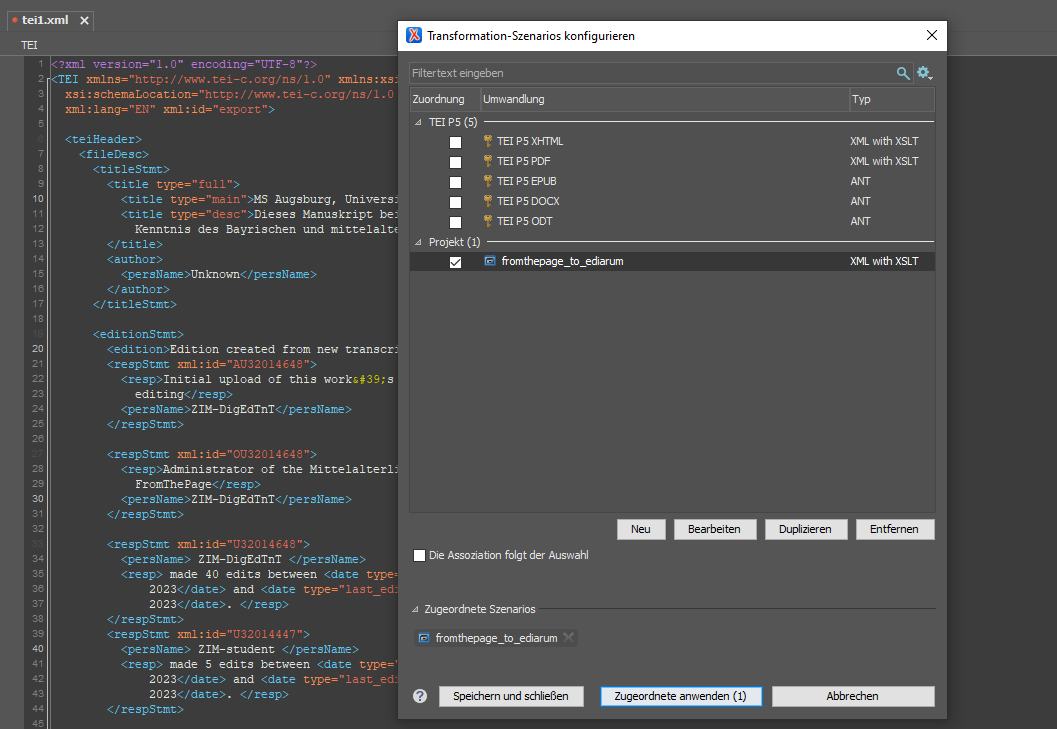 tei1.xml
TEI
1 <?xml version="1.0" encoding="UTF-8"?>
2 <TEI xmlns="http://www.tei-c.org/ns/1.0" xmlns:xsi
3 xsi:schemaLocation="http://www.tei-c.org/ns/1.0
4 xml:lang="EN" xml:id="export">
5
6 <teiHeader>
7 <fileDesc>
8 <titleStmt>
9 <title type="full">
10 <title type="main">MS Augsburg, Universi
11 <title type="desc">Dieses Manuskript bei
12 Kenntnis des Bayrischen und mittelalte
13 </title>
14 <author>
15 <persName>Unknown</persName>
16 </author>
17 </titleStmt>
18
19 <editionStmt>
20 <edition>Edition created from new transcri
21 <respStmt xml:id="AU32014648">
22 <resp>Initial upload of this work&#39;s
23 editing</resp>
24 <persName>ZIM-DigEdTnT</persName>
25 </respStmt>
26
27 <respStmt xml:id="OU32014648">
28 <resp>Administrator of the Mittelalterli
29 FromThePage</resp>
30 <persName>ZIM-DigEdTnT</persName>
31 </respStmt>
32
33 <respStmt xml:id="U32014648">
34 <persName> ZIM-DigEdTnT </persName>
35 <resp> made 40 edits between <date type=
36 2023</date> and <date type="last_edi
37 2023</date>. </resp>
38 </respStmt>
39 <respStmt xml:id="U32014447">
40 <persName> ZIM-student </persName>
41 <resp> made 5 edits between <date type="
42 2023</date> and <date type="last_edi
43 2023</date>. </resp>
44 </respStmt>
45
Transformation-Szenarios konfigurieren
Filtertext eingeben
Zuordnung Umwandlung Typ
TEI P5 (5)
TEI P5 XHTML XML with XSLT
TEI P5 PDF XML with XSLT
TEI P5 EPUB ANT
TEI P5 DOCX ANT
TEI P5 ODT ANT
Projekt (1)
fromthepage_to_ediarum XML with XSLT
Neu Bearbeiten Duplizieren Entfernen
Die Assoziation folgt der Auswahl
Zugeordnete Szenarios
fromthepage_to_ediarum
? Speichern und schließen Zugeordnete anwenden (1) Abbrechen